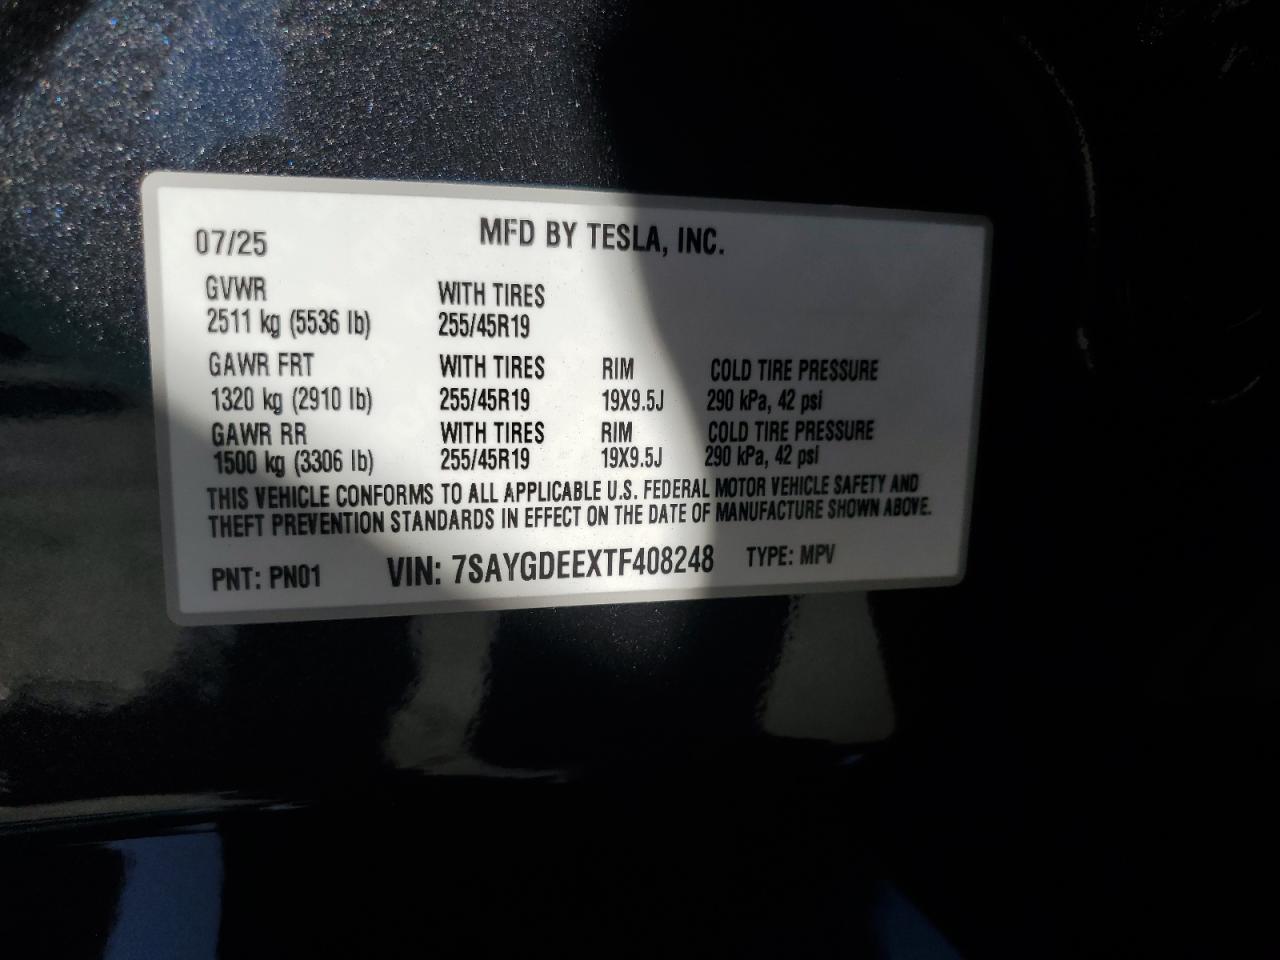 07/25 MFD BY TESLA, INC.
GVWR WITH TIRES
2511 kg (5536 lb) 255/45R19
GAWR FRT WITH TIRES RIM COLD TIRE PRESSURE
1320 kg (2910 lb) 255/45R19 19X9.5J 290 kPa, 42 psi
GAWR RR WITH TIRES RIM COLD TIRE PRESSURE
1500 kg (3306 lb) 255/45R19 19X9.5J 290 kPa, 42 psi
THIS VEHICLE CONFORMS TO ALL APPLICABLE U.S. FEDERAL MOTOR VEHICLE SAFETY AND
THEFT PREVENTION STANDARDS IN EFFECT ON THE DATE OF MANUFACTURE SHOWN ABOVE.
PNT: PN01 VIN: 7SAYGDEEXTF408248 TYPE: MPV